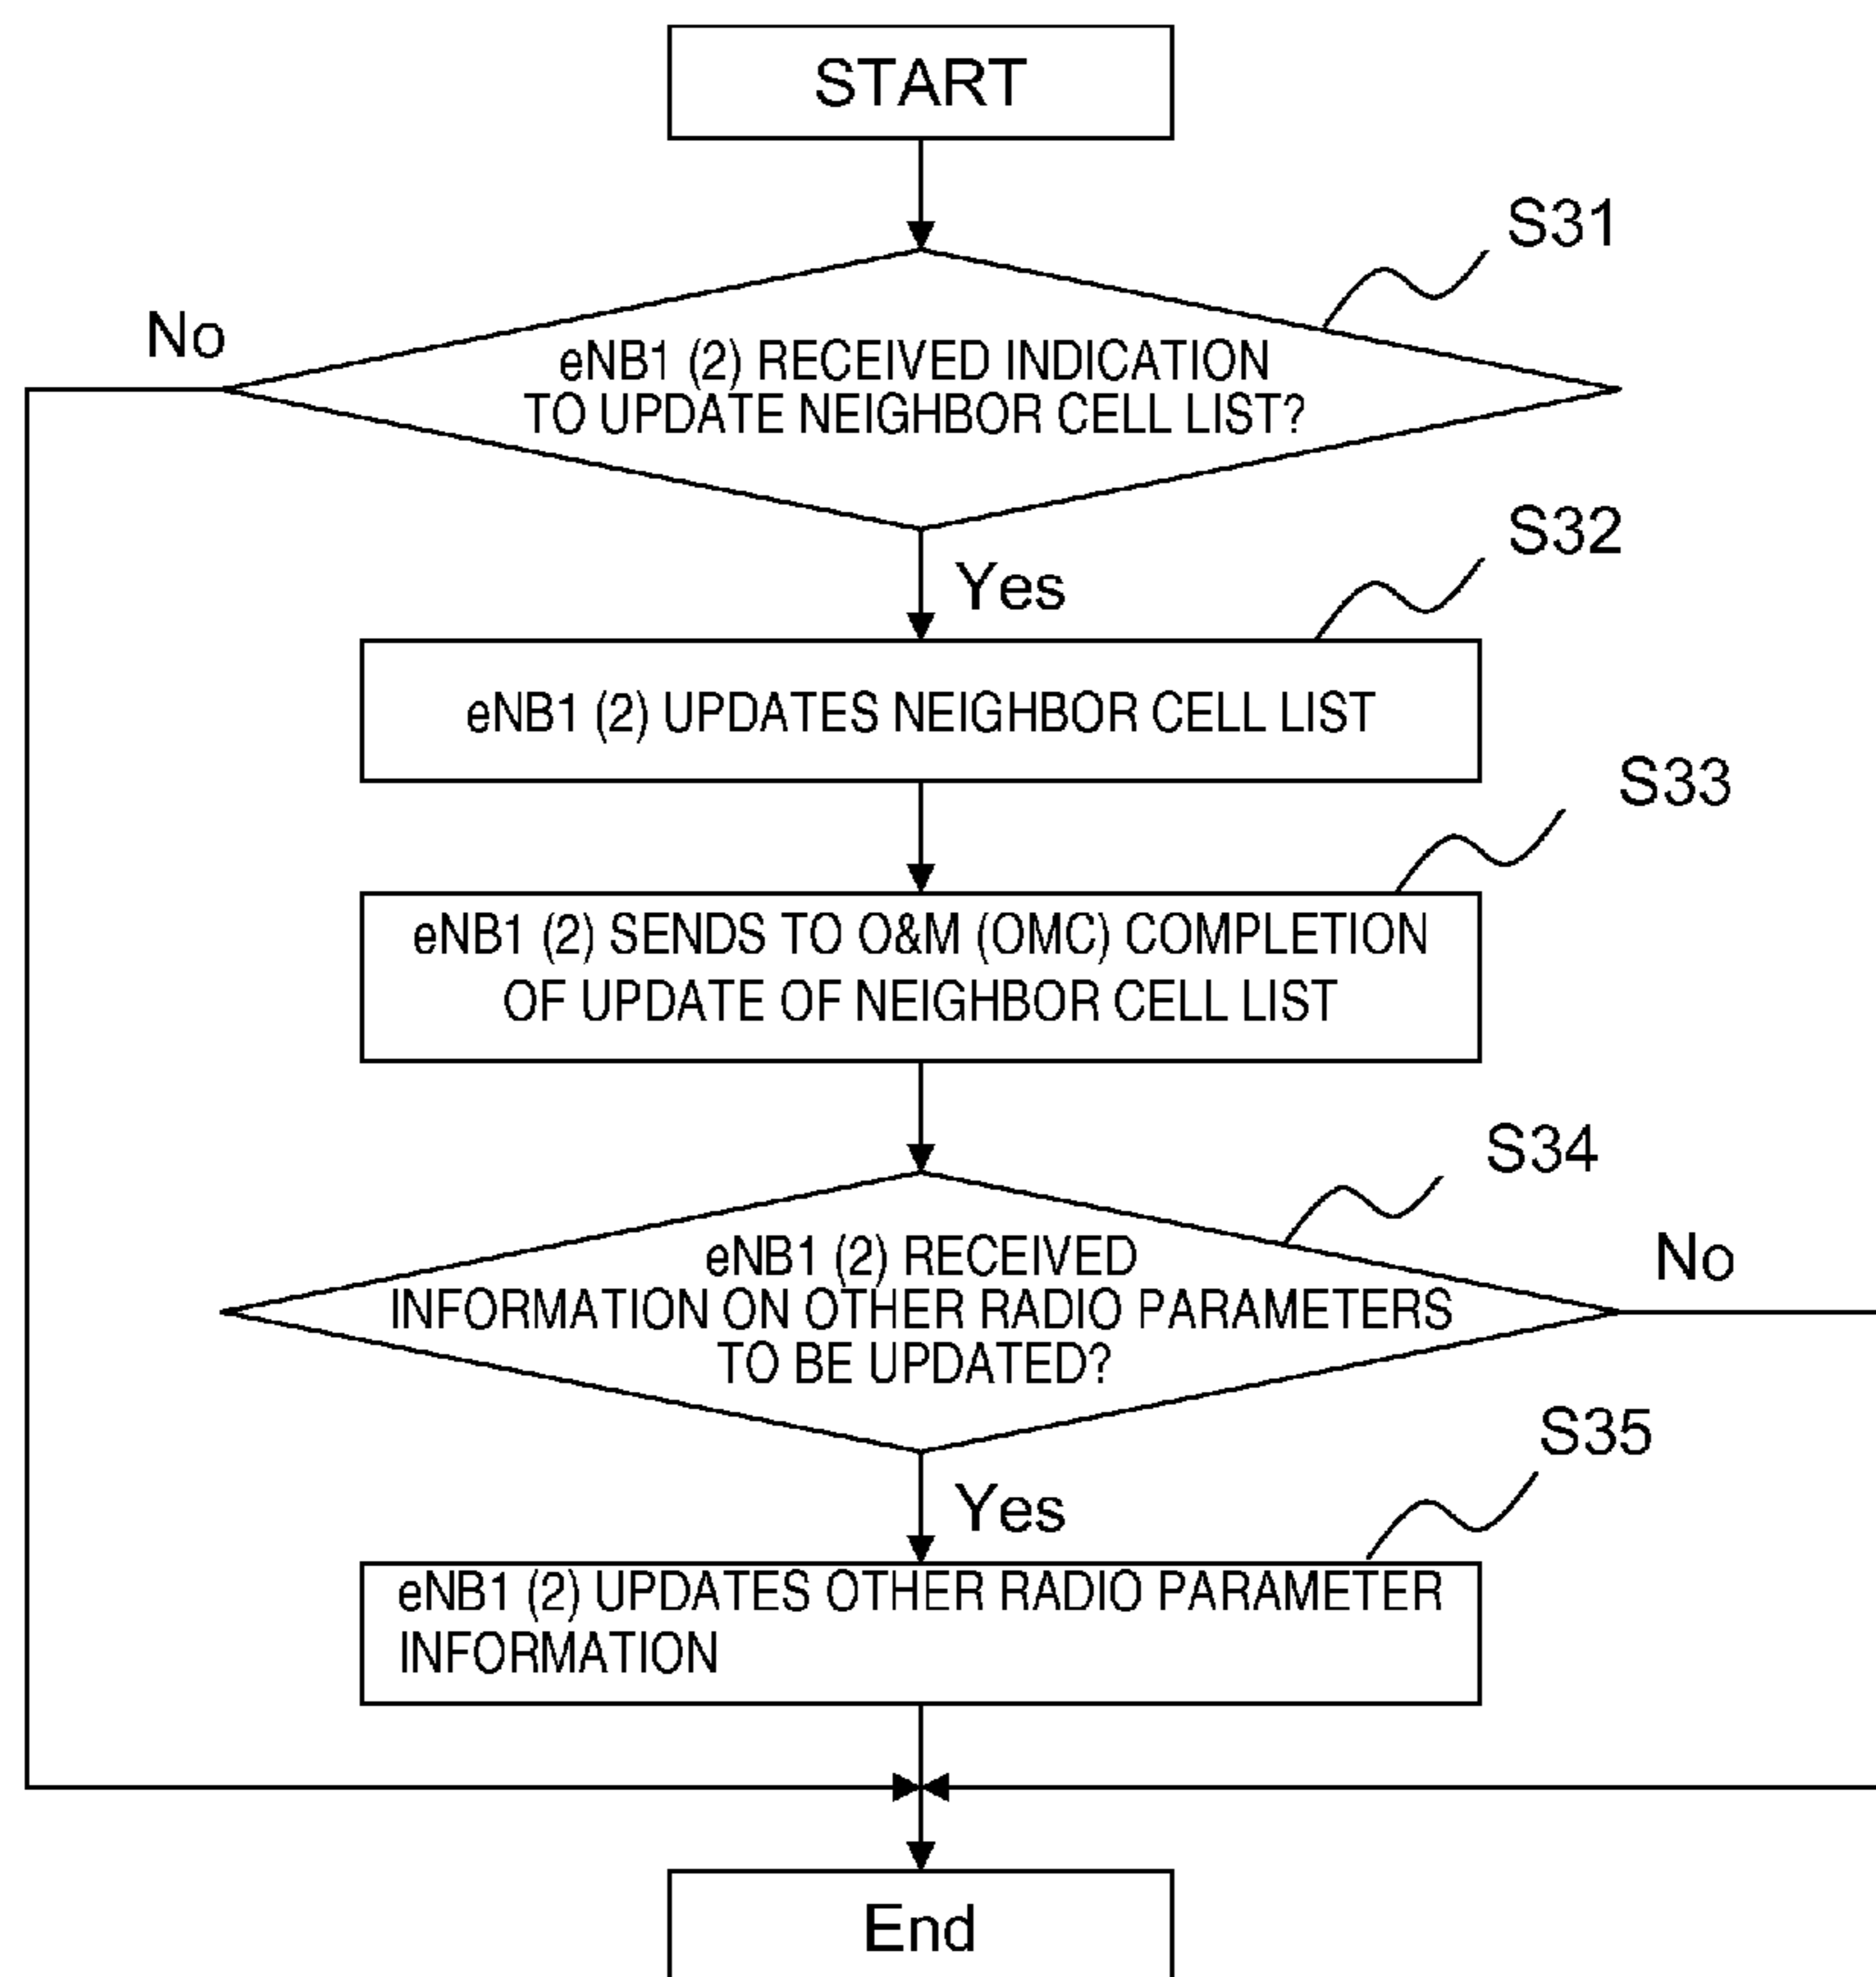 START
S31
No
eNB1 (2) RECEIVED INDICATION
TO UPDATE NEIGHBOR CELL LIST?
S32
Yes
eNB1 (2) UPDATES NEIGHBOR CELL LIST
S33
eNB1 (2) SENDS TO O&M (OMC) COMPLETION
OF UPDATE OF NEIGHBOR CELL LIST
S34
No
eNB1 (2) RECEIVED
INFORMATION ON OTHER RADIO PARAMETERS
TO BE UPDATED?
S35
Yes
eNB1 (2) UPDATES OTHER RADIO PARAMETER
INFORMATION
End